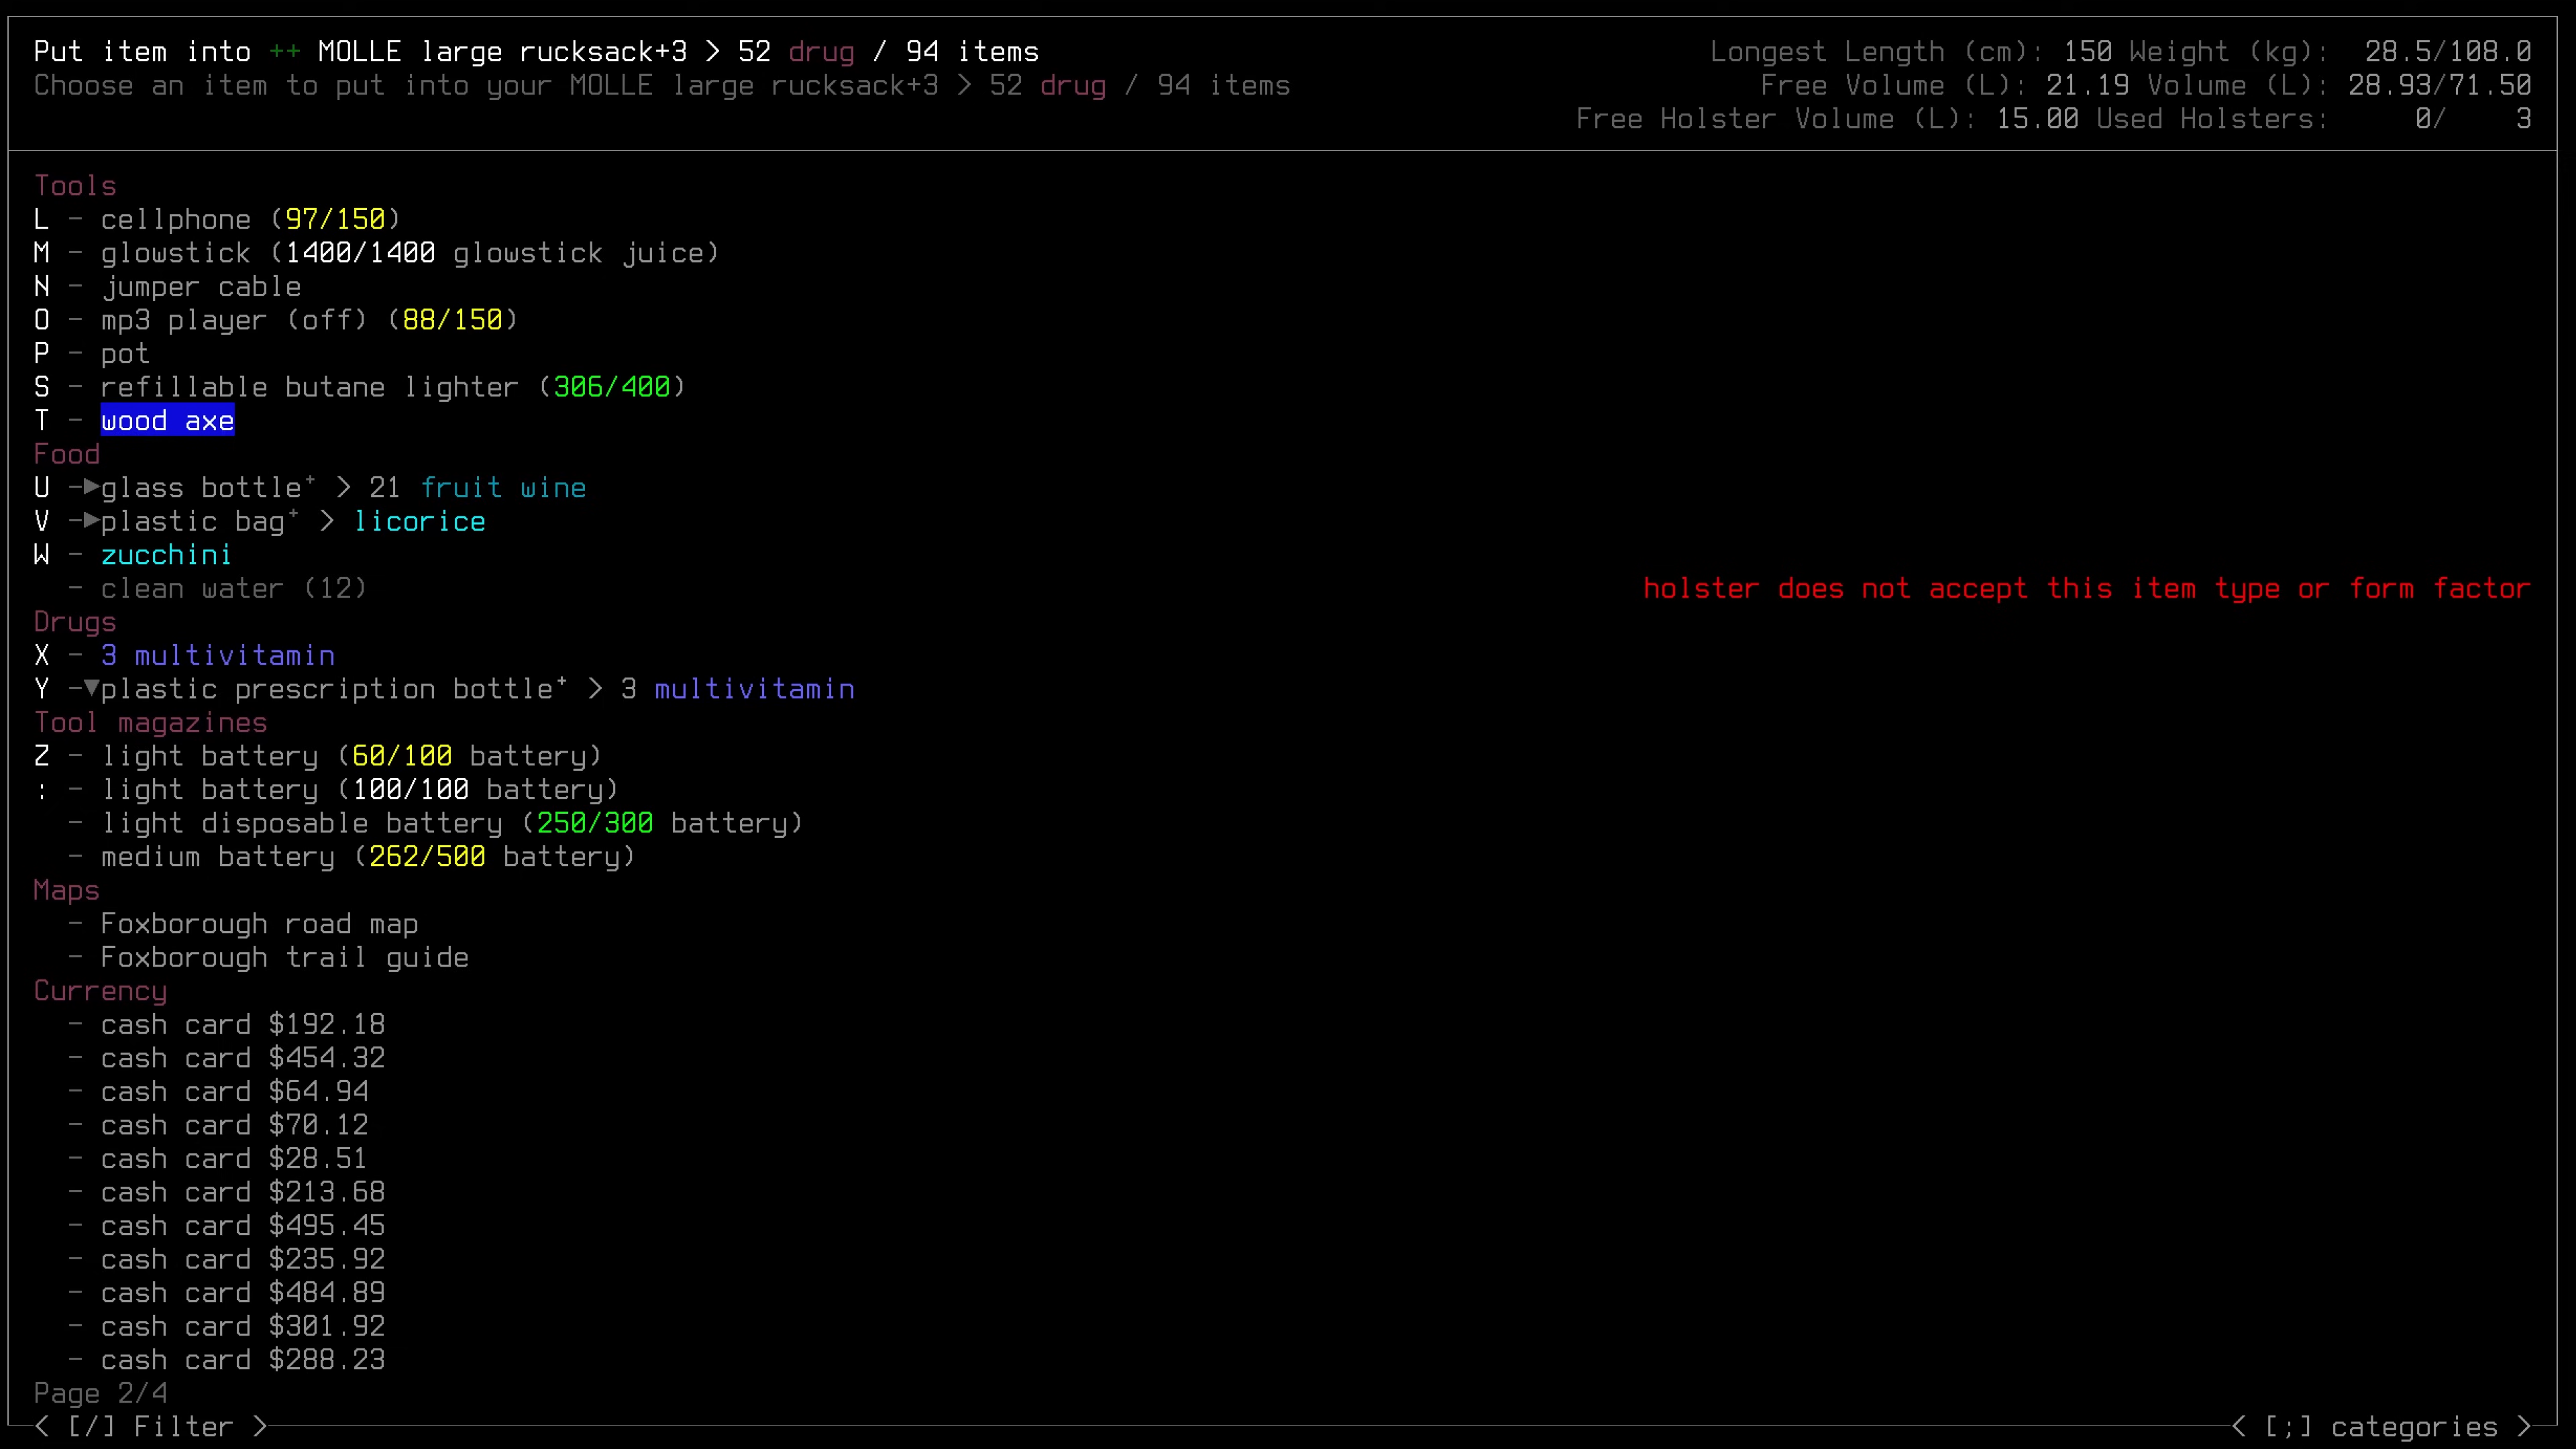 Put item into ++ MOLLE large rucksack+3 > 52 drug / 94 items
Longest Length (cm): 150 Weight (kg): 28.5/108.0
Choose an item to put into your MOLLE large rucksack+3 > 52 drug / 94 items
Free Volume (L): 21.19 Volume (L): 28.93/71.50
Free Holster Volume (L): 15.00 Used Holsters: 0/ 3
Tools
L - cellphone (97/150)
M - glowstick (1400/1400 glowstick juice)
N - jumper cable
O - mp3 player (off) (88/150)
P - pot
S - refillable butane lighter (306/400)
T - wood axe
Food
U -▶glass bottle⁺ > 21 fruit wine
V -▶plastic bag⁺ > licorice
W - zucchini
- clean water (12) holster does not accept this item type or form factor
Drugs
X - 3 multivitamin
Y -▼plastic prescription bottle⁺ > 3 multivitamin
Tool magazines
Z - light battery (60/100 battery)
: - light battery (100/100 battery)
- light disposable battery (250/300 battery)
- medium battery (262/500 battery)
Maps
- Foxborough road map
- Foxborough trail guide
Currency
- cash card $192.18
- cash card $454.32
- cash card $64.94
- cash card $70.12
- cash card $28.51
- cash card $213.68
- cash card $495.45
- cash card $235.92
- cash card $484.89
- cash card $301.92
- cash card $288.23
Page 2/4
< [/] Filter >
< [;] categories >